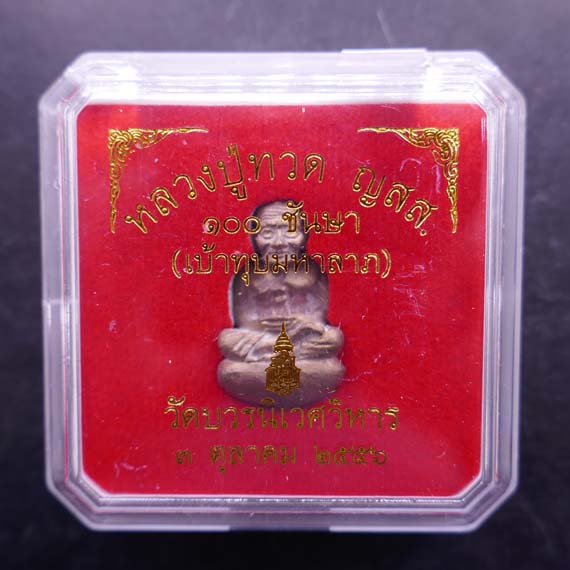 หลวงปู่ทวด ญสส.
๑๐๐ ชันษา
(เบ้าทุบมหาลาภ)
วัดบวรนิเวศวิหาร
๓ ตุลาคม ๒๕๕๖